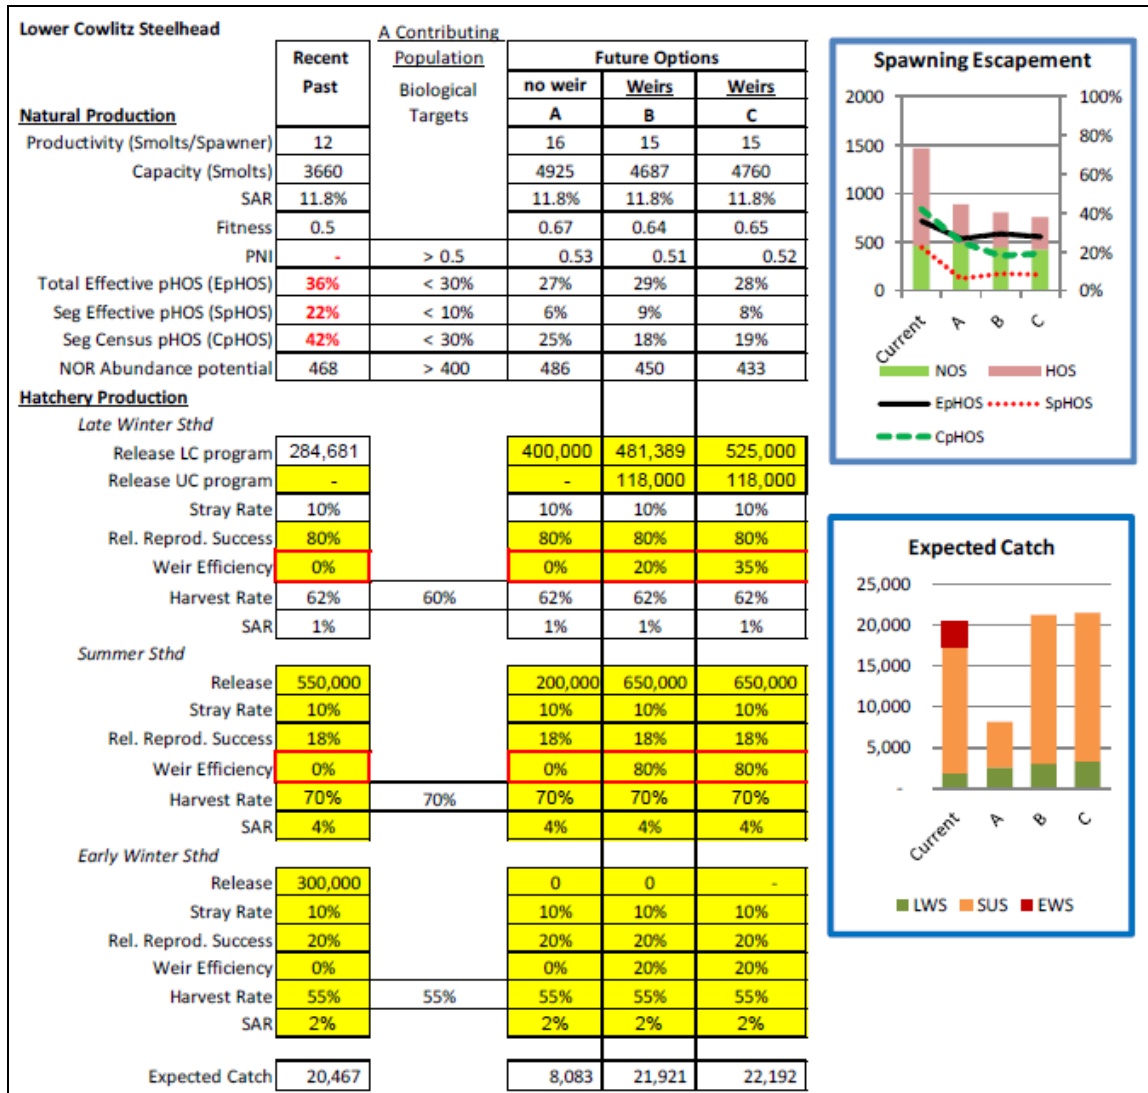 Lower Cowlitz Steelhead
A Contributing
Recent Population Future Options
Past Biological no weir Weirs Weirs
Natural Production Targets A B C
Productivity (Smolts/Spawner) 12 16 15 15
Capacity (Smolts) 3660 4925 4687 4760
SAR 11.8% 11.8% 11.8% 11.8%
Fitness 0.5 0.67 0.64 0.65
PNI - > 0.5 0.53 0.51 0.52
Total Effective pHOS (EpHOS) 36% < 30% 27% 29% 28%
Seg Effective pHOS (SpHOS) 22% < 10% 6% 9% 8%
Seg Census pHOS (CpHOS) 42% < 30% 25% 18% 19%
NOR Abundance potential 468 > 400 486 450 433
Hatchery Production
Late Winter Sthd
Release LC program 284,681 400,000 481,389 525,000
Release UC program - - 118,000 118,000
Stray Rate 10% 10% 10% 10%
Rel. Reprod. Success 80% 80% 80% 80%
Weir Efficiency 0% 0% 20% 35%
Harvest Rate 62% 60% 62% 62% 62%
SAR 1% 1% 1% 1%
Summer Sthd
Release 550,000 200,000 650,000 650,000
Stray Rate 10% 10% 10% 10%
Rel. Reprod. Success 18% 18% 18% 18%
Weir Efficiency 0% 0% 80% 80%
Harvest Rate 70% 70% 70% 70% 70%
SAR 4% 4% 4% 4%
Early Winter Sthd
Release 300,000 0 0 -
Stray Rate 10% 10% 10% 10%
Rel. Reprod. Success 20% 20% 20% 20%
Weir Efficiency 0% 0% 20% 20%
Harvest Rate 55% 55% 55% 55% 55%
SAR 2% 2% 2% 2%
Expected Catch 20,467 8,083 21,921 22,192
Spawning Escapement
2000 100%
80%
1500
60%
1000
40%
500
20%
0 0%
Current A B C
NOS HOS
EpHOS SpHOS
CpHOS
Expected Catch
25,000
20,000
15,000
10,000
5,000
-
Current A B C
LWS SUS EWS